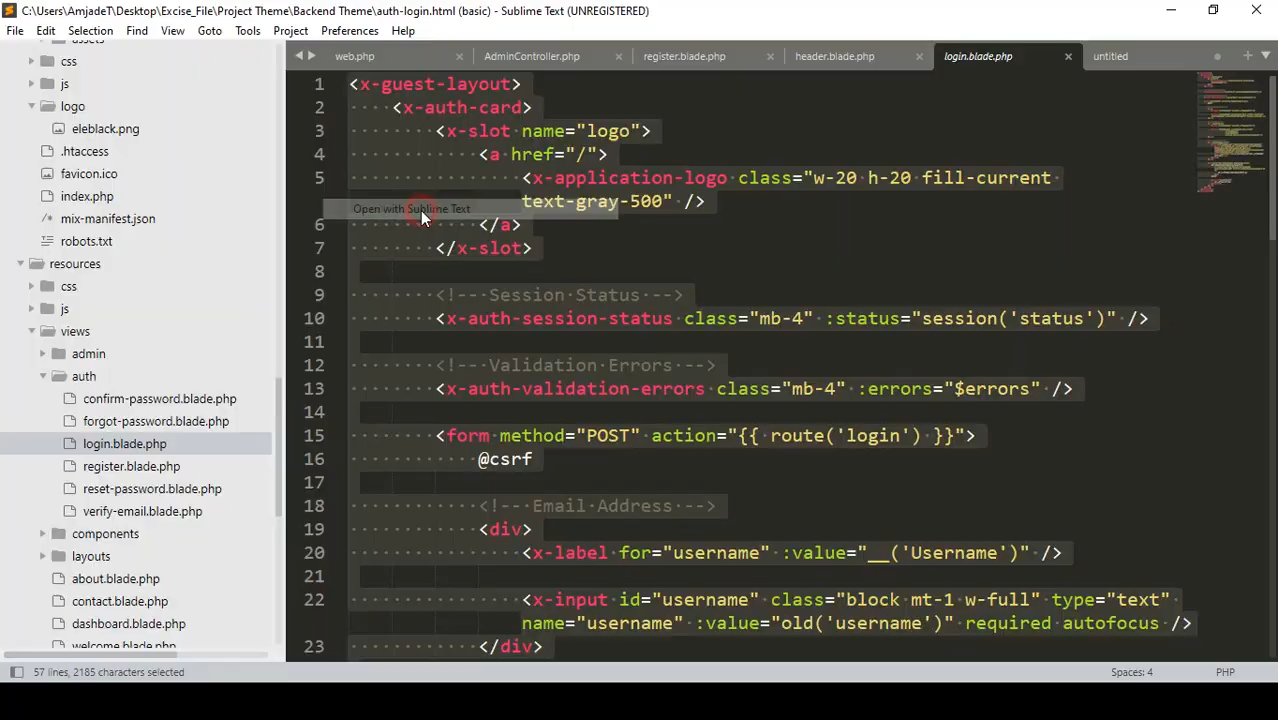 C:\Users\AmjadeT\Desktop\Excise_File\Project Theme\Backend Theme\auth-login.html (basic) - Sublime Text (UNREGISTERED)
File Edit Selection Find View Goto Tools Project Preferences Help
assets
css
js
logo
eleblack.png
.htaccess
favicon.ico
index.php
mix-manifest.json
robots.txt
resources
css
js
views
admin
auth
confirm-password.blade.php
forgot-password.blade.php
login.blade.php
register.blade.php
reset-password.blade.php
verify-email.blade.php
components
layouts
about.blade.php
contact.blade.php
dashboard.blade.php
welcome.blade.php
web.php AdminController.php register.blade.php header.blade.php login.blade.php untitled
1 <x-guest-layout>
2 <x-auth-card>
3 <x-slot name="logo">
4 <a href="/">
5 <x-application-logo class="w-20 h-20 fill-current
text-gray-500" />
Open with Sublime Text
6 </a>
7 </x-slot>
8
9 <!-- Session Status -->
10 <x-auth-session-status class="mb-4" :status="session('status')" />
11
12 <!-- Validation Errors -->
13 <x-auth-validation-errors class="mb-4" :errors="$errors" />
14
15 <form method="POST" action="{{ route('login') }}">
16 @csrf
17
18 <!-- Email Address -->
19 <div>
20 <x-label for="username" :value="__('Username')" />
21
22 <x-input id="username" class="block mt-1 w-full" type="text"
name="username" :value="old('username')" required autofocus />
23 </div>
57 lines, 2185 characters selected Spaces: 4 PHP